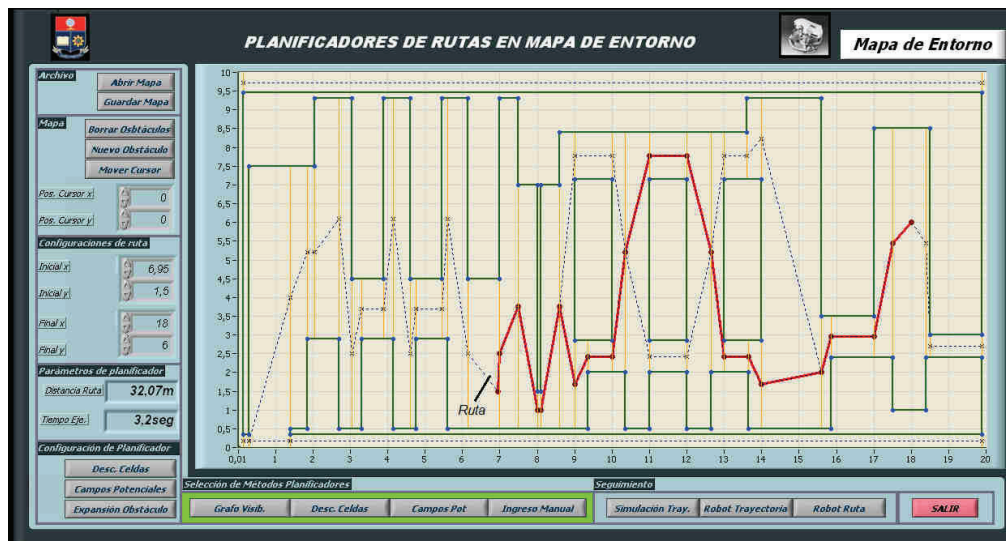 PLANIFICADORES DE RUTAS EN MAPA DE ENTORNO
Mapa de Entorno
Archivo
Abrir Mapa
Guardar Mapa
Mapa
Borrar Osbtáculos
Nuevo Obstáculo
Mover Cursor
Pos. Cursor x 0
Pos. Cursor y 0
Configuraciones de ruta
Inicial x 6,95
Inicial y 1,5
Final x 18
Final y 6
Parámetros de planificador
Distancia Ruta 32,07m
Tiempo Eje. 3,2seg
Configuración de Planificador
Desc. Celdas
Campos Potenciales
Expansión Obstáculo
10
9,5
9
8,5
8
7,5
7
6,5
6
5,5
5
4,5
4
3,5
3
2,5
2
1,5
1
0,5
0
Ruta
0,01 1 2 3 4 5 6 7 8 9 10 11 12 13 14 15 16 17 18 19 20
Selección de Métodos Planificadores
Grafo Visib. Desc. Celdas Campos Pot Ingreso Manual
Seguimiento
Simulación Tray. Robot Trayectoria Robot Ruta
SALIR